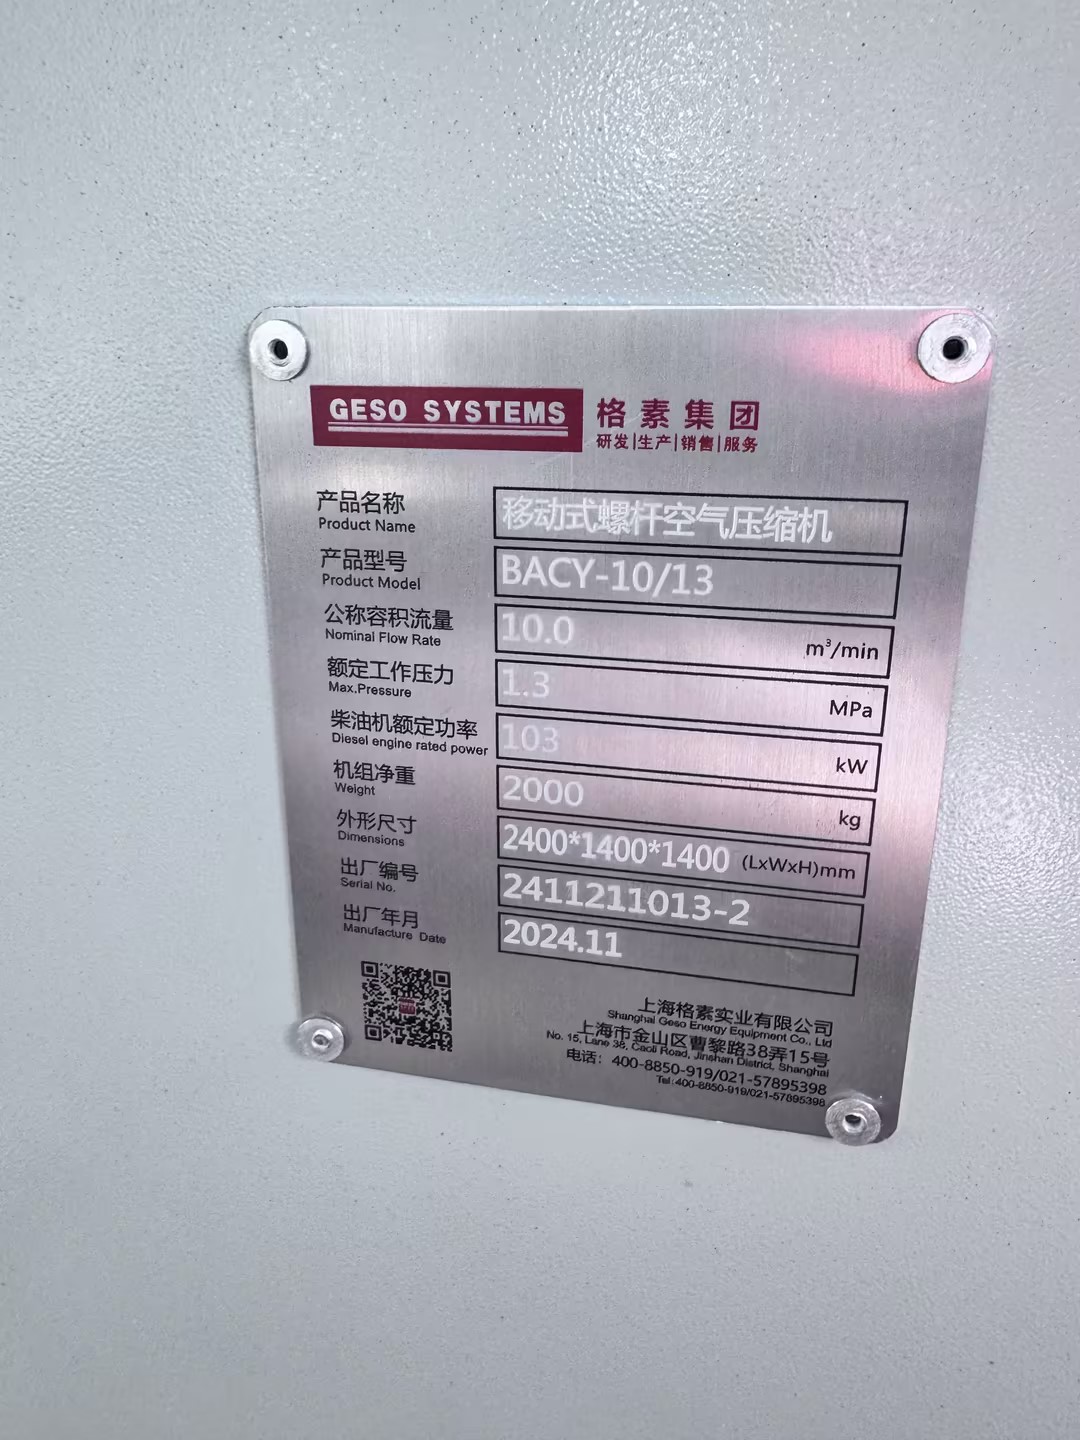 GESO SYSTEMS 格素集团
研发|生产|销售|服务
产品名称 移动式螺杆空气压缩机
Product Name
产品型号 BACY-10/13
Product Model
公称容积流量 10.0 m³/min
Nominal Flow Rate
额定工作压力 1.3 MPa
Max.Pressure
柴油机额定功率 103 kW
Diesel engine rated power
机组净重 2000 kg
Weight
外形尺寸 2400*1400*1400 (LxWxH)mm
Dimensions
出厂编号 2411211013-2
Serial No.
出厂年月 2024.11
Manufacture Date
上海格素实业有限公司
Shanghai Geso Energy Equipment Co., Ltd
上海市金山区曹黎路38弄15号
No. 15, Lane 38, Caoli Road, Jinshan District, Shanghai
电话：400-8850-919/021-57895398
Tel:400-8850-919/021-57895398